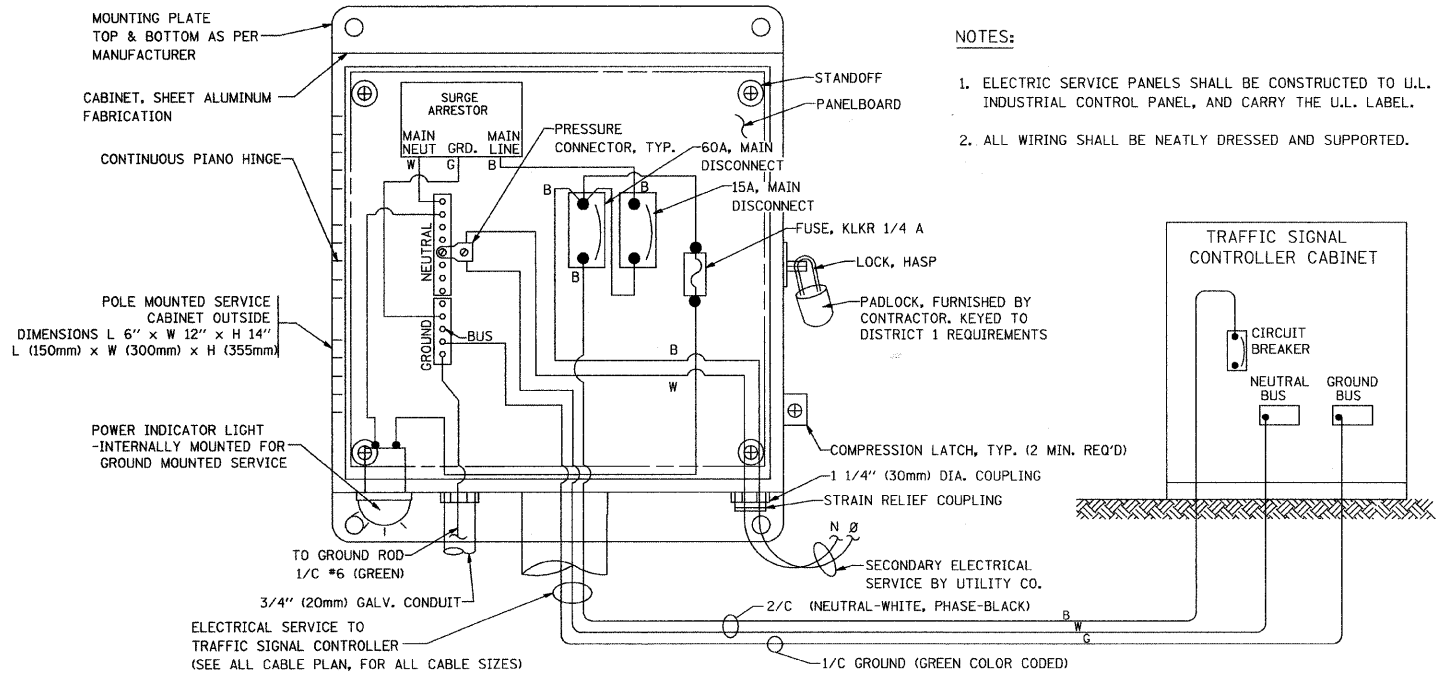 MOUNTING PLATE
TOP & BOTTOM AS PER
MANUFACTURER
CABINET, SHEET ALUMINUM
FABRICATION
CONTINUOUS PIANO HINGE
POLE MOUNTED SERVICE
CABINET OUTSIDE
DIMENSIONS L 6" x W 12" x H 14"
L (150mm) x W (300mm) x H (355mm)
POWER INDICATOR LIGHT
-INTERNALLY MOUNTED FOR
GROUND MOUNTED SERVICE
SURGE
ARRESTOR
MAIN
NEUT
GRD.
MAIN
LINE
W
G
B
NEUTRAL
GROUND
BUS
PRESSURE
CONNECTOR, TYP.
B
B
B
B
B
W
STANDOFF
PANELBOARD
60A, MAIN
DISCONNECT
15A, MAIN
DISCONNECT
FUSE, KLKR 1/4 A
LOCK, HASP
PADLOCK, FURNISHED BY
CONTRACTOR. KEYED TO
DISTRICT 1 REQUIREMENTS
COMPRESSION LATCH, TYP. (2 MIN. REQ'D)
1 1/4" (30mm) DIA. COUPLING
STRAIN RELIEF COUPLING
N Ø
SECONDARY ELECTRICAL
SERVICE BY UTILITY CO.
TO GROUND ROD
1/C #6 (GREEN)
3/4" (20mm) GALV. CONDUIT
ELECTRICAL SERVICE TO
TRAFFIC SIGNAL CONTROLLER
(SEE ALL CABLE PLAN, FOR ALL CABLE SIZES)
2/C (NEUTRAL-WHITE, PHASE-BLACK)
1/C GROUND (GREEN COLOR CODED)
B
W
G
NOTES:
1. ELECTRIC SERVICE PANELS SHALL BE CONSTRUCTED TO U.L.
INDUSTRIAL CONTROL PANEL, AND CARRY THE U.L. LABEL.
2. ALL WIRING SHALL BE NEATLY DRESSED AND SUPPORTED.
TRAFFIC SIGNAL
CONTROLLER CABINET
CIRCUIT
BREAKER
NEUTRAL
BUS
GROUND
BUS